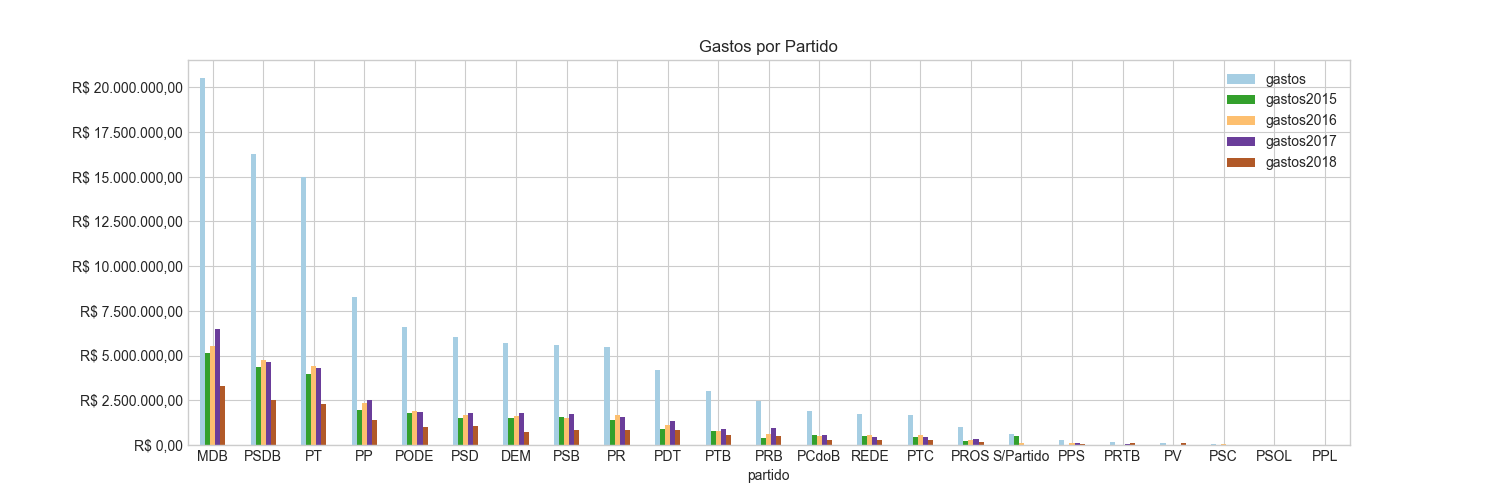 Gastos por Partido
R$ 20.000.000,00
R$ 17.500.000,00
R$ 15.000.000,00
R$ 12.500.000,00
R$ 10.000.000,00
R$ 7.500.000,00
R$ 5.000.000,00
R$ 2.500.000,00
R$ 0,00
gastos
gastos2015
gastos2016
gastos2017
gastos2018
MDB PSDB PT PP PODE PSD DEM PSB PR PDT PTB PRB PCdoB REDE PTC PROS S/Partido PPS PRTB PV PSC PSOL PPL
partido